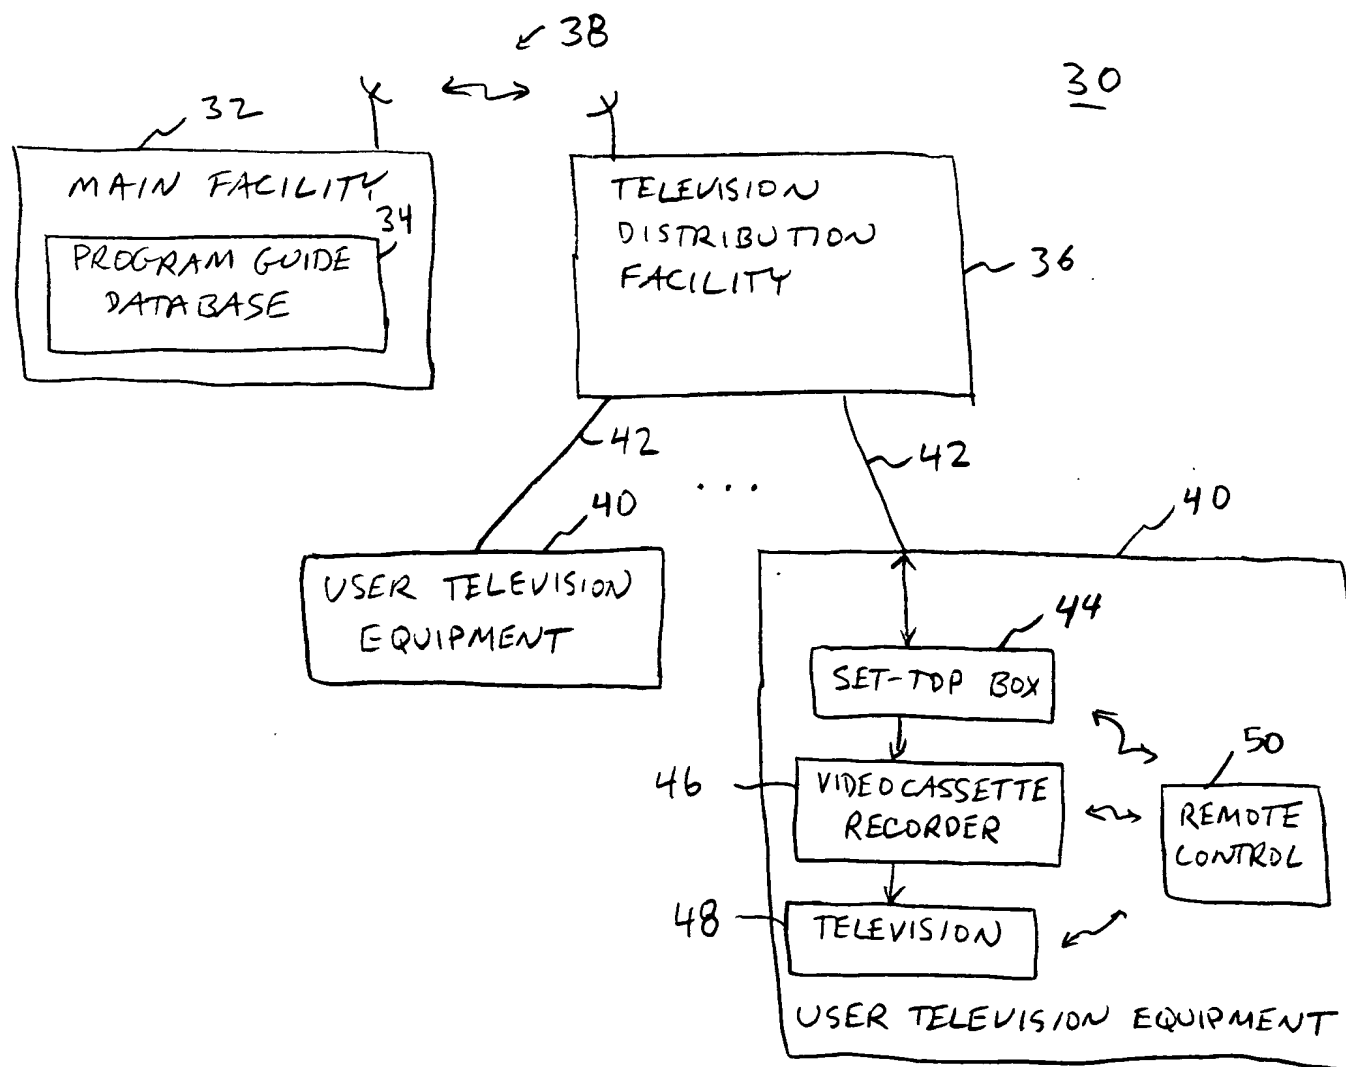 38
30
32
MAIN FACILITY
34
PROGRAM GUIDE
DATABASE
TELEVISION
DISTRIBUTION
FACILITY
36
42
42
40
40
USER TELEVISION
EQUIPMENT
44
SET-TOP BOX
50
46
VIDEOCASSETTE
RECORDER
REMOTE
CONTROL
48
TELEVISION
USER TELEVISION EQUIPMENT